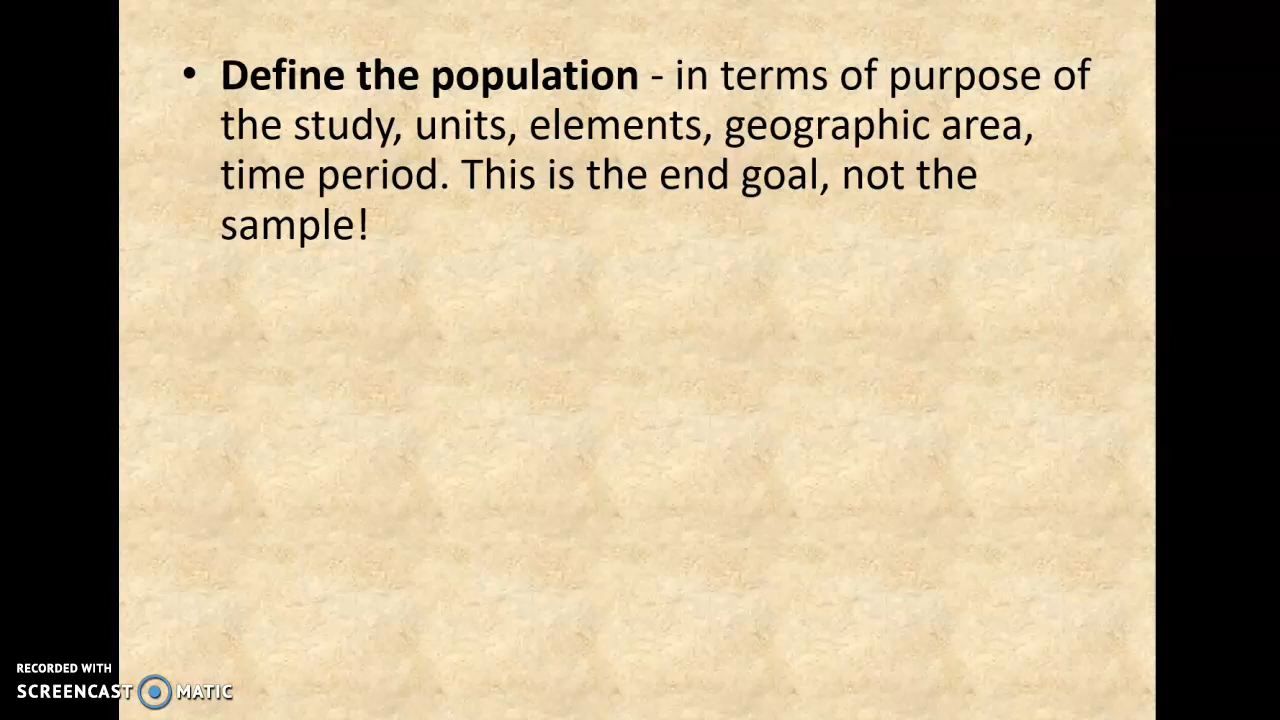 • Define the population - in terms of purpose of
the study, units, elements, geographic area,
time period. This is the end goal, not the
sample!
RECORDED WITH
SCREENCAST MATIC